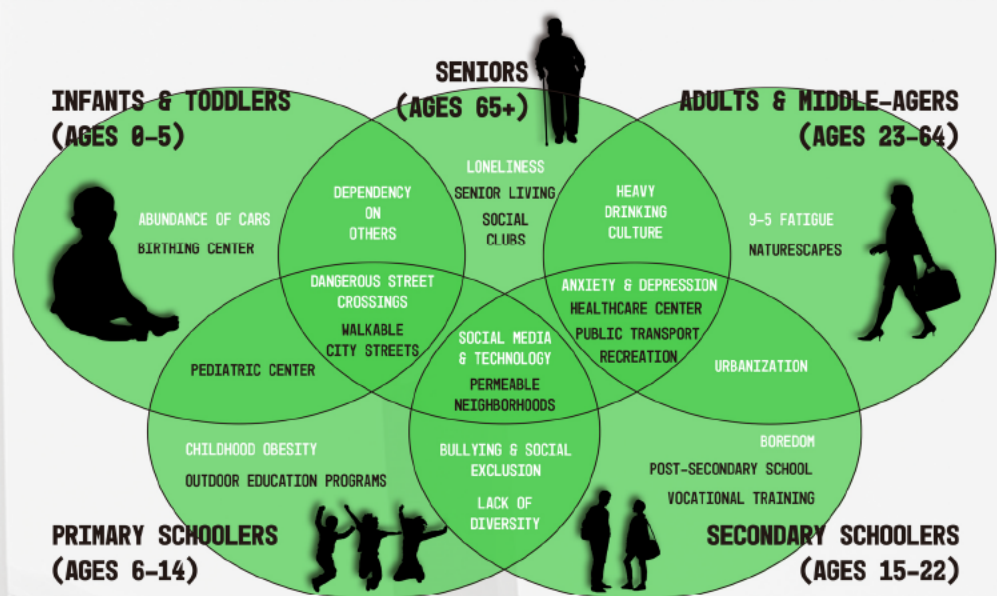 SENIORS
(AGES 65+)
INFANTS & TODDLERS
(AGES 0-5)
ADULTS & MIDDLE-AGERS
(AGES 23-64)
LONELINESS
SENIOR LIVING
SOCIAL
CLUBS
DEPENDENCY
ON
OTHERS
HEAVY
DRINKING
CULTURE
ABUNDANCE OF CARS
BIRTHING CENTER
9-5 FATIGUE
NATURESCAPES
DANGEROUS STREET
CROSSINGS
WALKABLE
CITY STREETS
ANXIETY & DEPRESSION
HEALTHCARE CENTER
PUBLIC TRANSPORT
RECREATION
SOCIAL MEDIA
& TECHNOLOGY
PERMEABLE
NEIGHBORHOODS
PEDIATRIC CENTER
URBANIZATION
CHILDHOOD OBESITY
OUTDOOR EDUCATION PROGRAMS
BULLYING & SOCIAL
EXCLUSION
LACK OF
DIVERSITY
BOREDOM
POST-SECONDARY SCHOOL
VOCATIONAL TRAINING
PRIMARY SCHOOLERS
(AGES 6-14)
SECONDARY SCHOOLERS
(AGES 15-22)